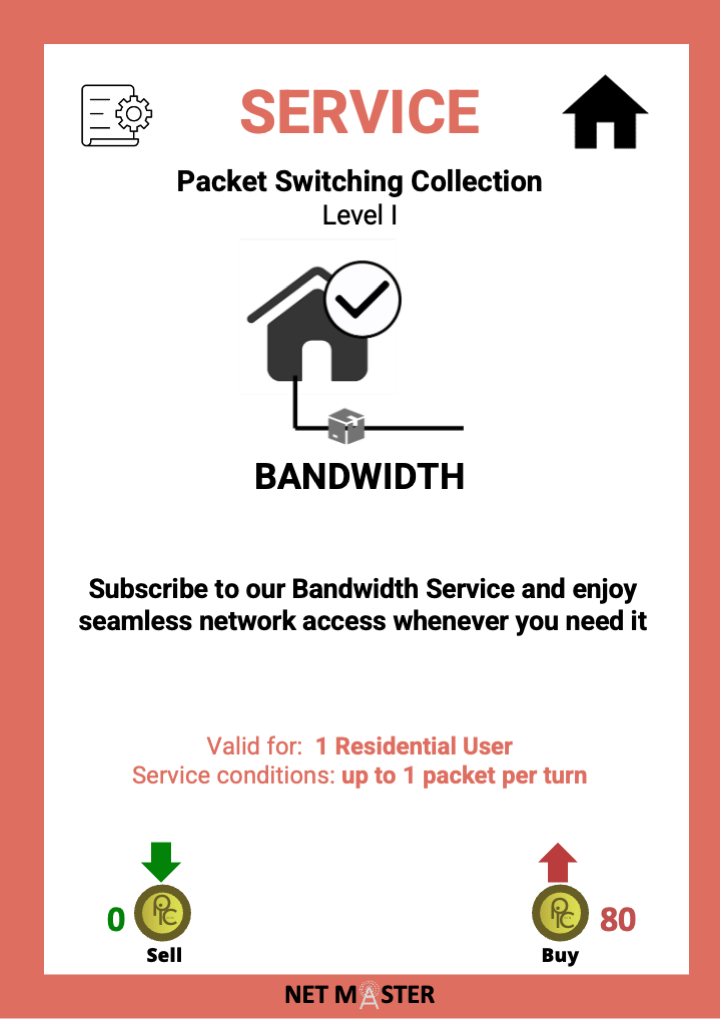 SERVICE
Packet Switching Collection
Level I
BANDWIDTH
Subscribe to our Bandwidth Service and enjoy
seamless network access whenever you need it
Valid for: 1 Residential User
Service conditions: up to 1 packet per turn
0 PTC PTC 80
Sell Buy
NET MASTER